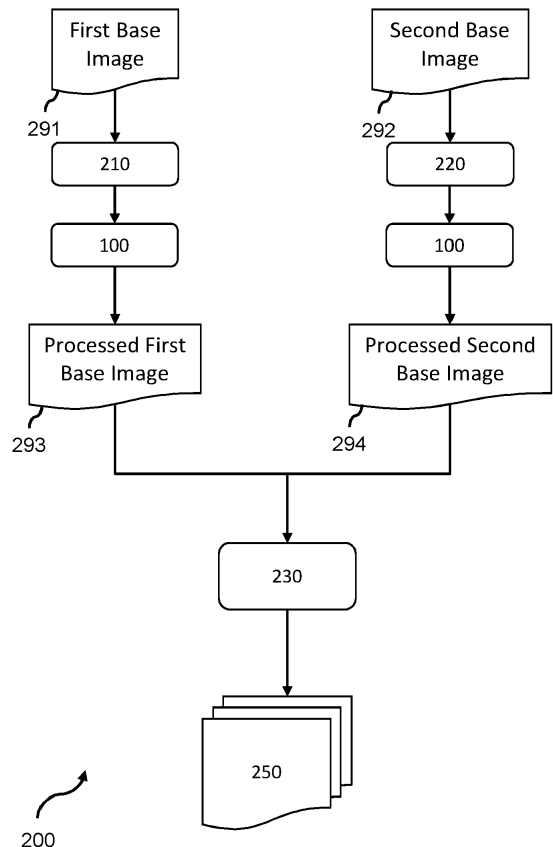 First Base
Image
Second Base
Image
291
292
210
220
100
100
Processed First
Base Image
Processed Second
Base Image
293
294
230
250
200